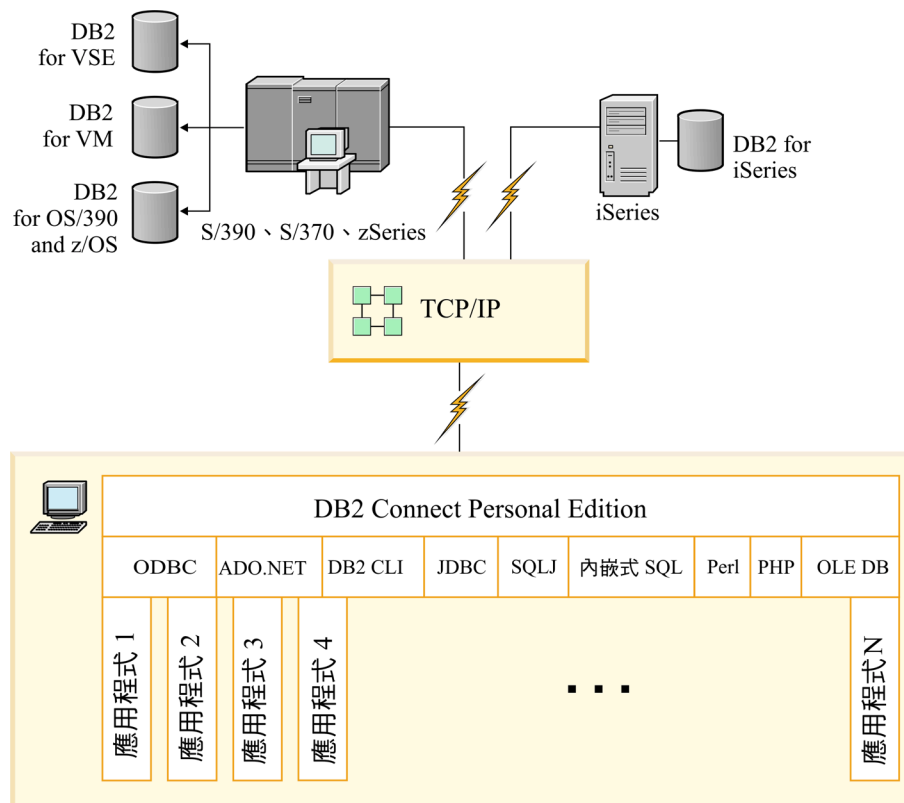 DB2
for VSE
DB2
for VM
DB2
for OS/390
and z/OS
S/390、S/370、zSeries
iSeries
DB2 for
iSeries
TCP/IP
DB2 Connect Personal Edition
ODBC
ADO.NET
DB2 CLI
JDBC
SQLJ
內嵌式 SQL
Perl
PHP
OLE DB
應用程式 1
應用程式 2
應用程式 3
應用程式 4
...
應用程式 N